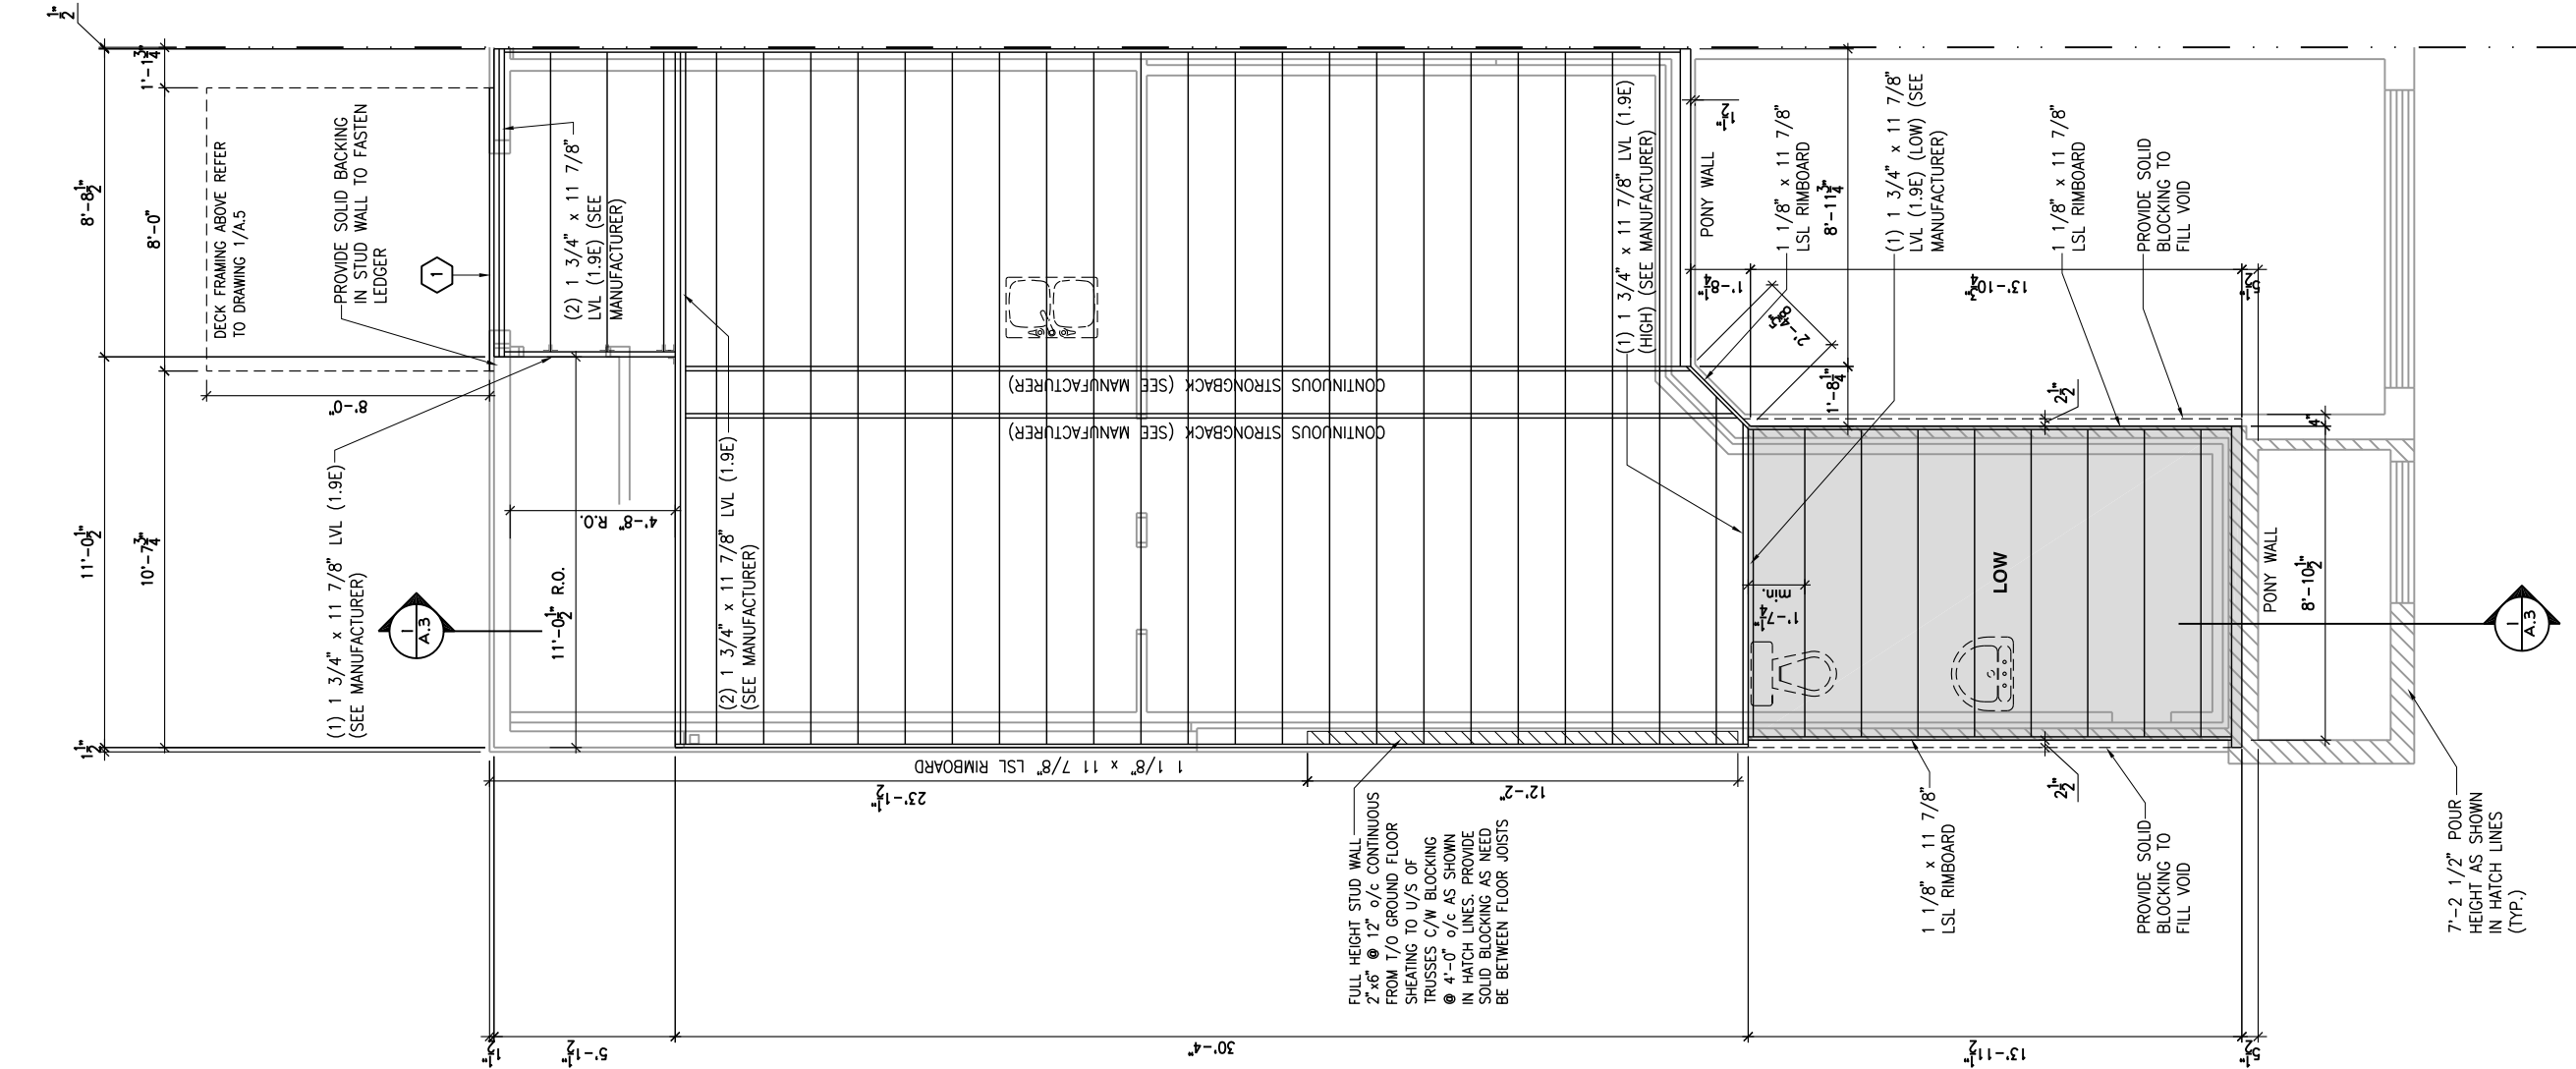 1 1/2"
8'-8 1/2"
11'-0 1/2"
1 1/2"
1'-1 3/4"
8'-0"
10'-7 3/4"
DECK FRAMING ABOVE REFER
TO DRAWING 1/A.5
PROVIDE SOLID BACKING
IN STUD WALL TO FASTEN
LEDGER
8'-0"
1
(1) 1 3/4" x 11 7/8" LVL (1.9E)
(SEE MANUFACTURER)
1
A.3
(2) 1 3/4" x 11 7/8"
LVL (1.9E) (SEE
MANUFACTURER)
11'-0 1/2" R.O.
4'-8" R.O.
(2) 1 3/4" x 11 7/8" LVL (1.9E)
(SEE MANUFACTURER)
CONTINUOUS STRONGBACK (SEE MANUFACTURER)
CONTINUOUS STRONGBACK (SEE MANUFACTURER)
1 1/8" x 11 7/8" LSL RIMBOARD
23'-1 1/2"
12'-2"
FULL HEIGHT STUD WALL
2"x6" @ 12" o/c CONTINUOUS
FROM T/O GROUND FLOOR
SHEATING TO U/S OF
TRUSSES C/W BLOCKING
@ 4'-0" o/c AS SHOWN
IN HATCH LINES. PROVIDE
SOLID BLOCKING AS NEED
BE BETWEEN FLOOR JOISTS
(1) 1 3/4" x 11 7/8" LVL (1.9E)
(HIGH) (SEE MANUFACTURER)
1 1/2"
PONY WALL
1 1/8" x 11 7/8"
LSL RIMBOARD
8'-11 3/4"
1'-8 1/4"
1'-8 1/4"
2'-4 5/8"
(1) 1 3/4" x 11 7/8"
LVL (1.9E) (LOW) (SEE
MANUFACTURER)
13'-10 3/4"
5 1/2"
1 1/8" x 11 7/8"
LSL RIMBOARD
PROVIDE SOLID
BLOCKING TO
FILL VOID
2 1/2"
4"
1'-7 1/4"
min.
LOW
PONY WALL
8'-10 1/2"
1
A.3
2 1/2"
1 1/8" x 11 7/8"
LSL RIMBOARD
PROVIDE SOLID
BLOCKING TO
FILL VOID
7'-2 1/2" POUR
HEIGHT AS SHOWN
IN HATCH LINES
(TYP.)
1 1/2"
5'-1 1/2"
30'-4"
13'-11 1/2"
5 1/2"